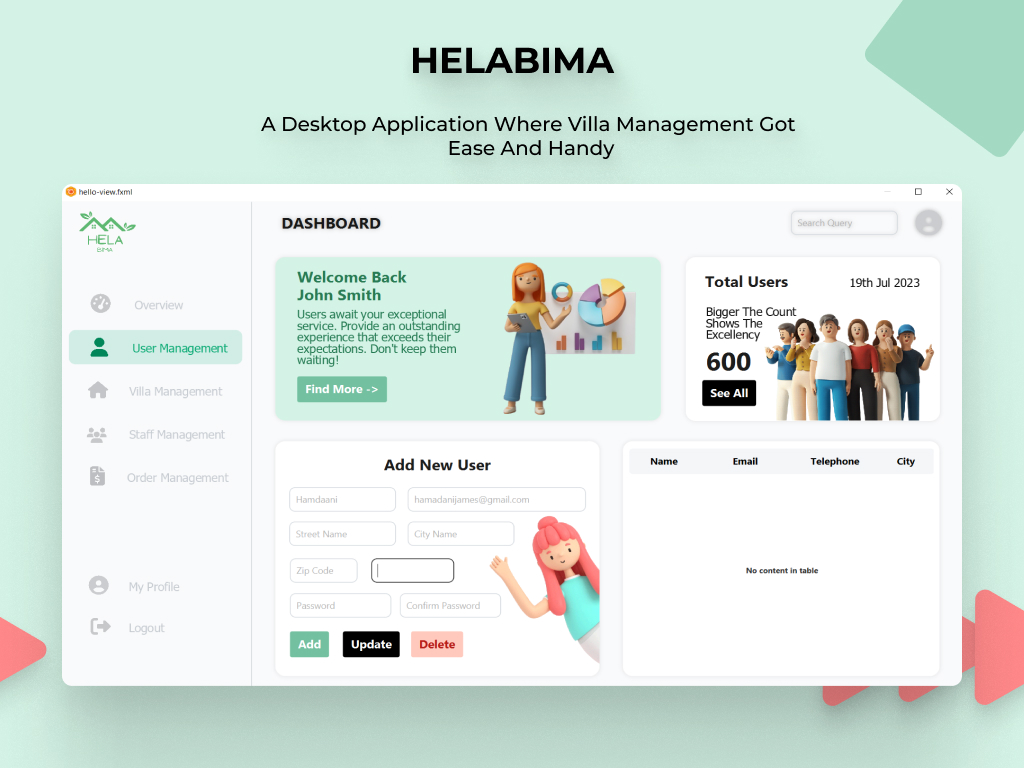 HELABIMA
A Desktop Application Where Villa Management Got
Ease And Handy
hello-view.fxml
HELA
BIMA
DASHBOARD
Search Query
Overview
User Management
Villa Management
Staff Management
Order Management
My Profile
Logout
Welcome Back
John Smith
Users await your exceptional
service. Provide an outstanding
experience that exceeds their
expectations. Don't keep them
waiting!
Find More ->
Total Users
19th Jul 2023
Bigger The Count
Shows The
Excellency
600
See All
Add New User
Hamdaani
hamadanijames@gmail.com
Street Name
City Name
Zip Code
Password
Confirm Password
Add
Update
Delete
Name Email Telephone City
No content in table